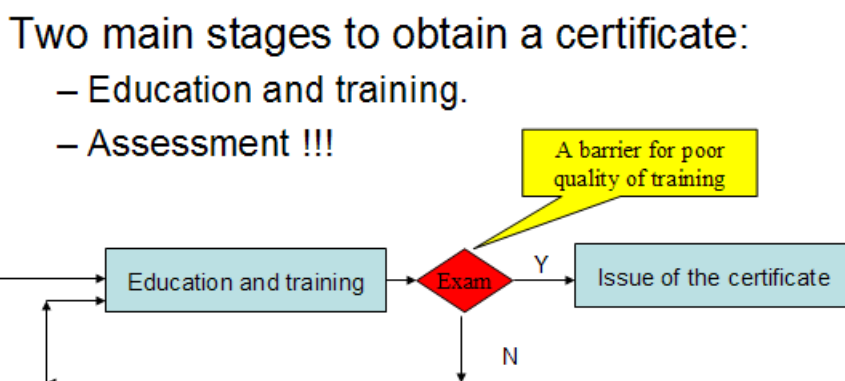 Two main stages to obtain a certificate:
– Education and training.
– Assessment !!!
A barrier for poor
quality of training
Education and training
Exam
Y
Issue of the certificate
N